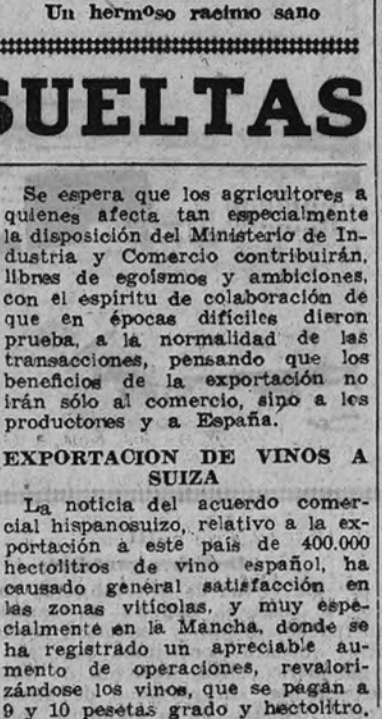 Un hermoso racimo sano
SUELTAS
Se espera que los agricultores a
quienes afecta tan especialmente
la disposición del Ministerio de In-
dustria y Comercio contribuirán,
libres de egoísmos y ambiciones,
con el espíritu de colaboración de
que en épocas difíciles dieron
prueba, a la normalidad de las
transacciones, pensando que los
beneficios de la exportación no
irán sólo al comercio, sino a los
productores y a España.
EXPORTACION DE VINOS A
SUIZA
La noticia del acuerdo comer-
cial hispanosuizo, relativo a la ex-
portación a este país de 400.000
hectolitros de vino español, ha
causado general satisfacción en
las zonas vitícolas, y muy espe-
cialmente en la Mancha, donde se
ha registrado un apreciable au-
mento de operaciones, revalori-
zándose los vinos, que se pagan a
9 y 10 pesetas grado y hectolitro,